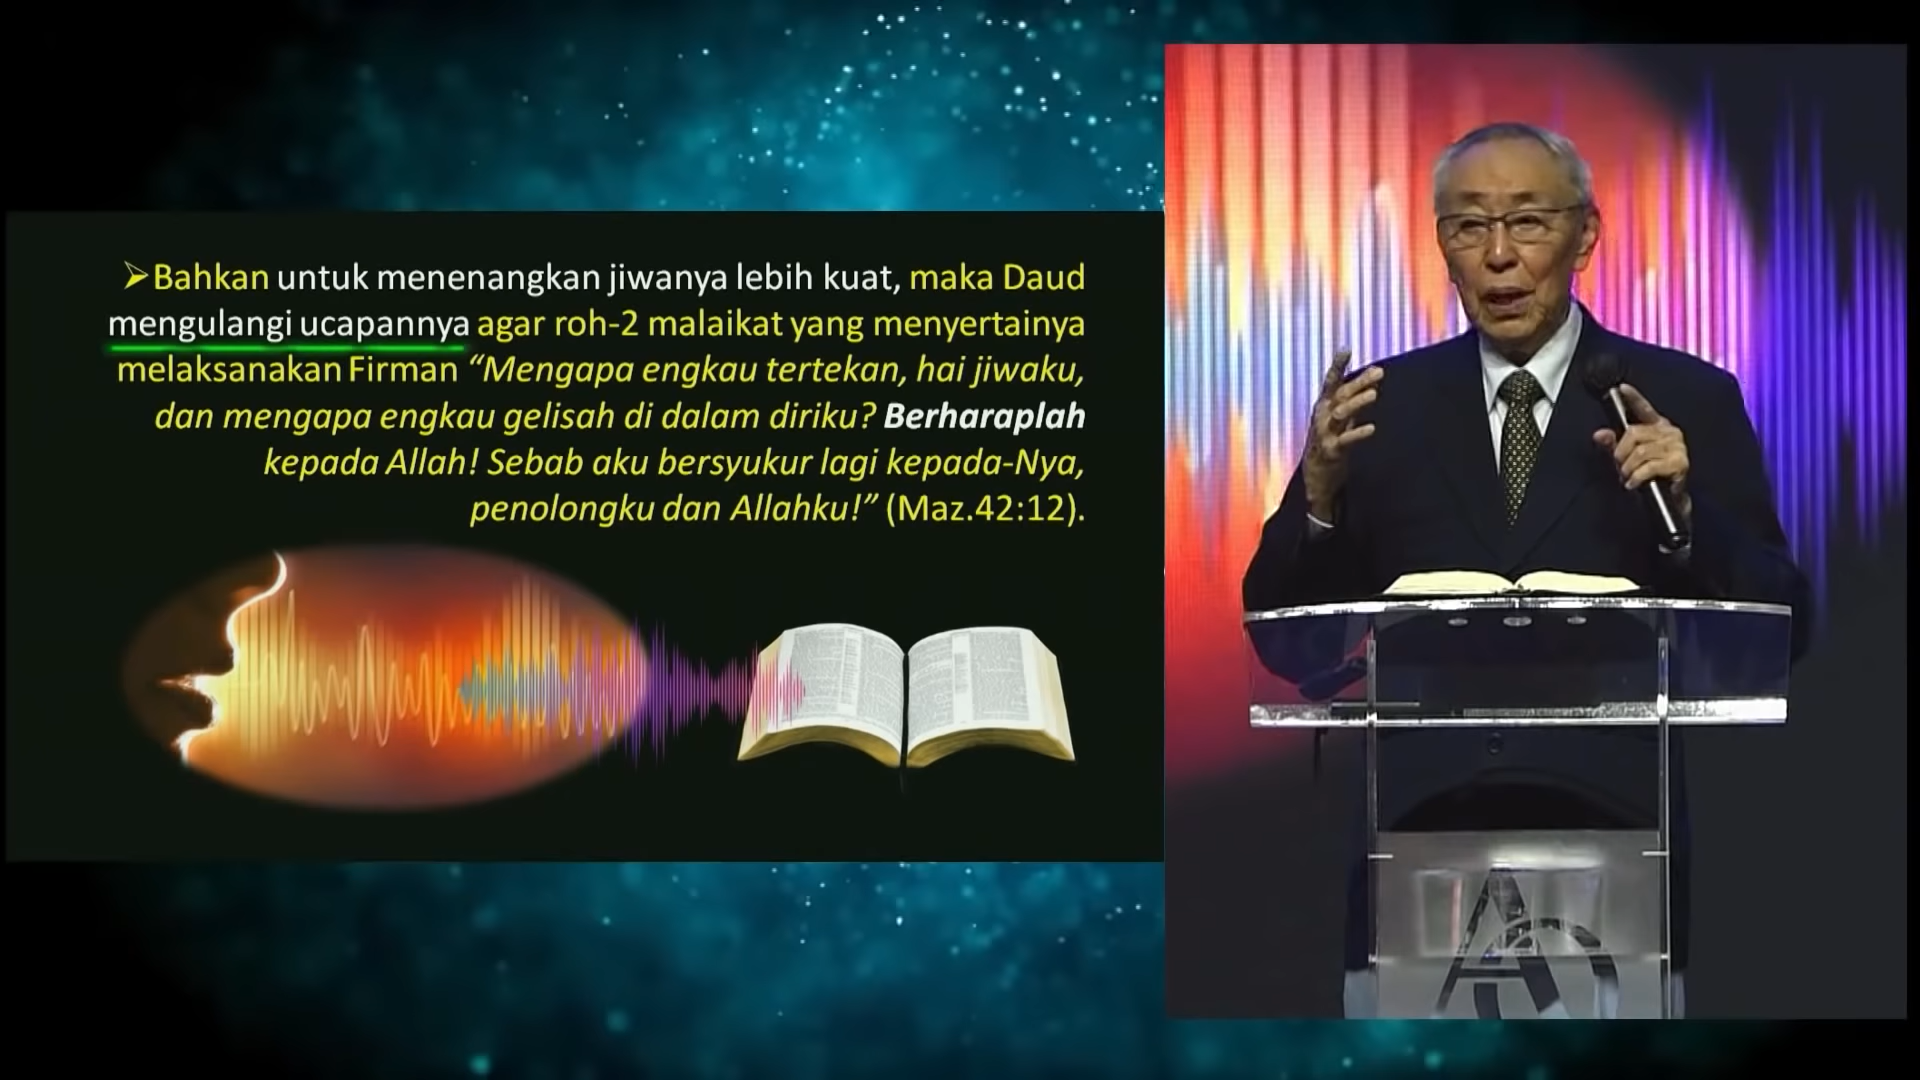 ➢Bahkan untuk menenangkan jiwanya lebih kuat, maka Daud
mengulangi ucapannya agar roh-2 malaikat yang menyertainya
melaksanakan Firman “Mengapa engkau tertekan, hai jiwaku,
dan mengapa engkau gelisah di dalam diriku? Berharaplah
kepada Allah! Sebab aku bersyukur lagi kepada-Nya,
penolongku dan Allahku!” (Maz.42:12).